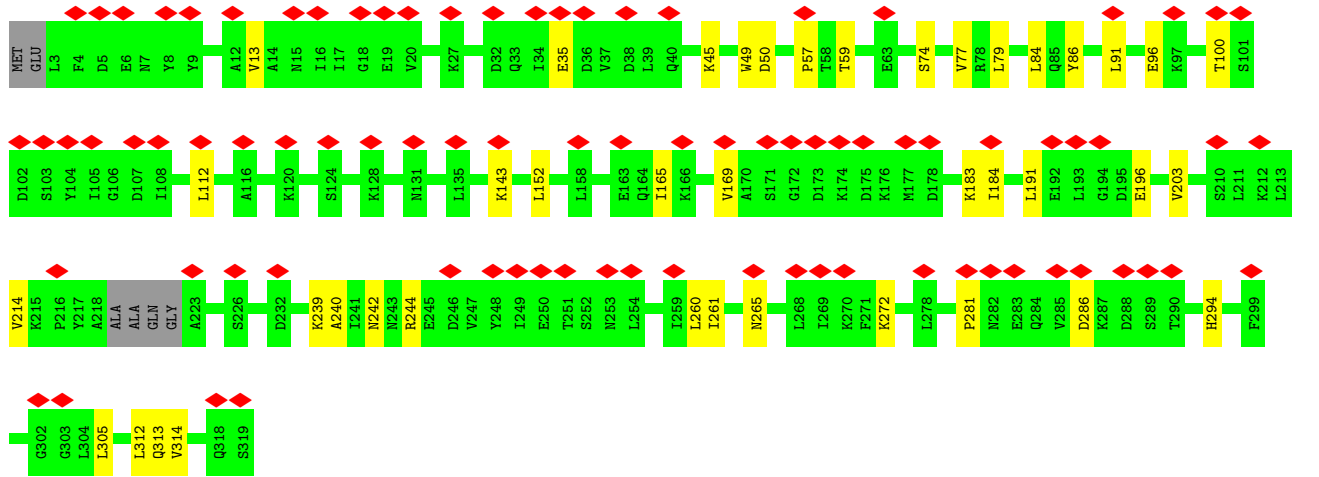 MET GLU L3 F4 D5 E6 N7 Y8 Y9 A12 V13 A14 N15 I16 I17 G18 E19 V20 K27 D32 Q33 I34 E35 D36 V37 D38 L39 Q40 K45 W49 D50 P57 T58 T59 E63 S74 V77 R78 L79 L84 Q85 Y86 L91 E96 K97 T100 S101
D102 S103 Y104 I105 G106 D107 I108 L112 A116 K120 S124 K128 N131 L135 K143 L152 L158 E163 Q164 I165 K166 V169 A170 S171 G172 D173 K174 D175 K176 M177 D178 K183 I184 L191 E192 L193 G194 D195 E196 V203 S210 L211 K212 L213
V214 K215 P216 Y217 A218 ALA ALA GLN GLY A223 S226 D232 K239 A240 I241 N242 N243 R244 E245 D246 V247 Y248 I249 E250 T251 S252 N253 L254 I259 L260 I261 N265 L268 I269 K270 F271 K272 L278 P281 N282 E283 Q284 V285 D286 K287 D288 S289 T290 H294 F299
G302 G303 L304 L305 L312 Q313 V314 Q318 S319